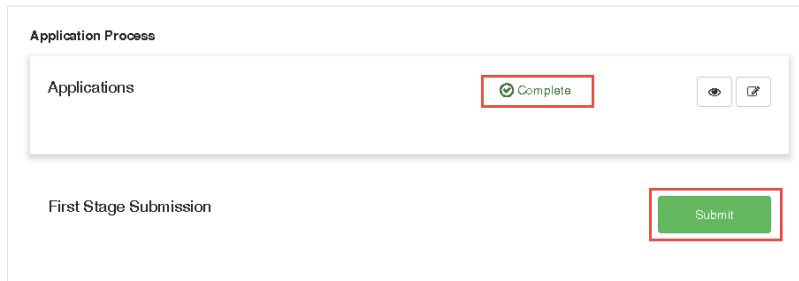 Application Process
Applications
Complete
First Stage Submission
Submit